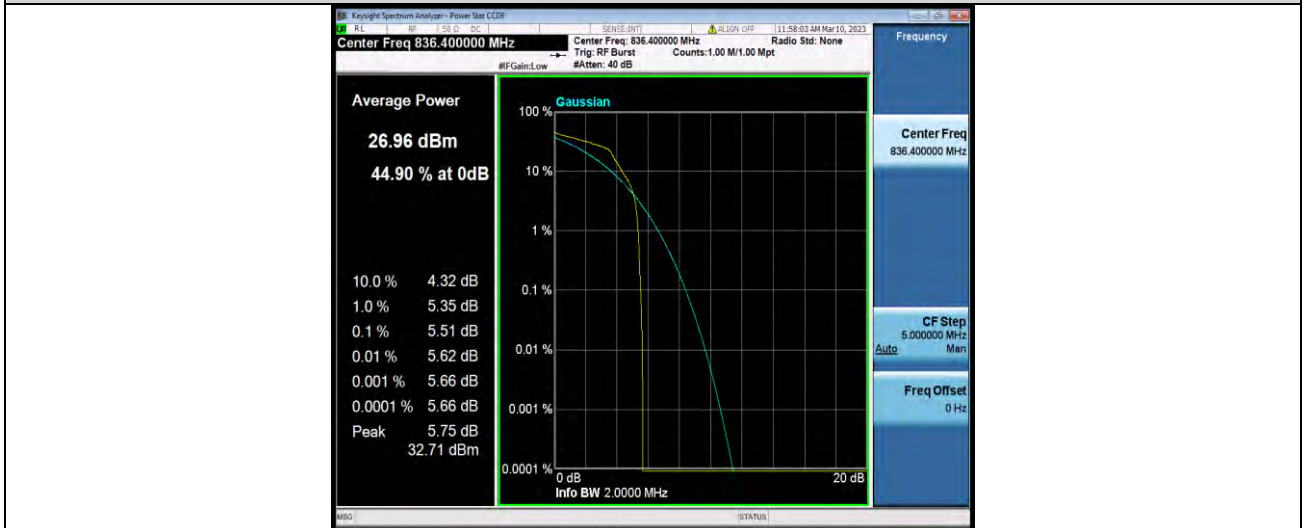 Keysight Spectrum Analyzer - Power Stat CCDF
RL RF 50 Ω DC SENSE:INT ALIGN OFF 11:58:03 AM Mar 10, 2023
Center Freq 836.400000 MHz
Center Freq: 836.400000 MHz Radio Std: None
Trig: RF Burst Counts:1.00 M/1.00 Mpt
#IFGain:Low #Atten: 40 dB
Frequency
Average Power
26.96 dBm
44.90 % at 0dB
10.0 % 4.32 dB
1.0 % 5.35 dB
0.1 % 5.51 dB
0.01 % 5.62 dB
0.001 % 5.66 dB
0.0001 % 5.66 dB
Peak 5.75 dB
32.71 dBm
Gaussian
100 %
10 %
1 %
0.1 %
0.01 %
0.001 %
0.0001 %
0 dB 20 dB
Info BW 2.0000 MHz
Center Freq
836.400000 MHz
CF Step
5.000000 MHz
Auto Man
Freq Offset
0 Hz
MSG STATUS